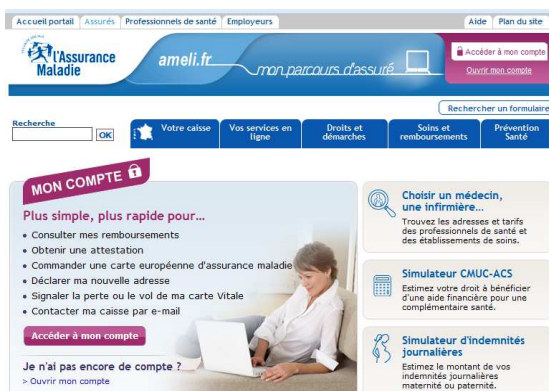 Accueil portail Assurés Professionnels de santé Employeurs Aide Plan du site
l'Assurance Maladie
ameli.fr mon parcours d'assuré
Accéder à mon compte
Ouvrir mon compte
Rechercher un formulaire
Recherche
OK
Votre caisse
Vos services en ligne
Droits et démarches
Soins et remboursements
Prévention Santé
MON COMPTE
Plus simple, plus rapide pour...
• Consulter mes remboursements
• Obtenir une attestation
• Commander une carte européenne d'assurance maladie
• Déclarer ma nouvelle adresse
• Signaler la perte ou le vol de ma carte Vitale
• Contacter ma caisse par e-mail
Accéder à mon compte
Je n'ai pas encore de compte ?
> Ouvrir mon compte
Choisir un médecin,
une infirmière...
Trouvez les adresses et tarifs
des professionnels de santé et
des établissements de soins.
Simulateur CMUC-ACS
Estimez votre droit à bénéficier
d'une aide financière pour une
complémentaire santé.
Simulateur d'indemnités
journalières
Estimez le montant de vos
indemnités journalières
maternité ou paternité.